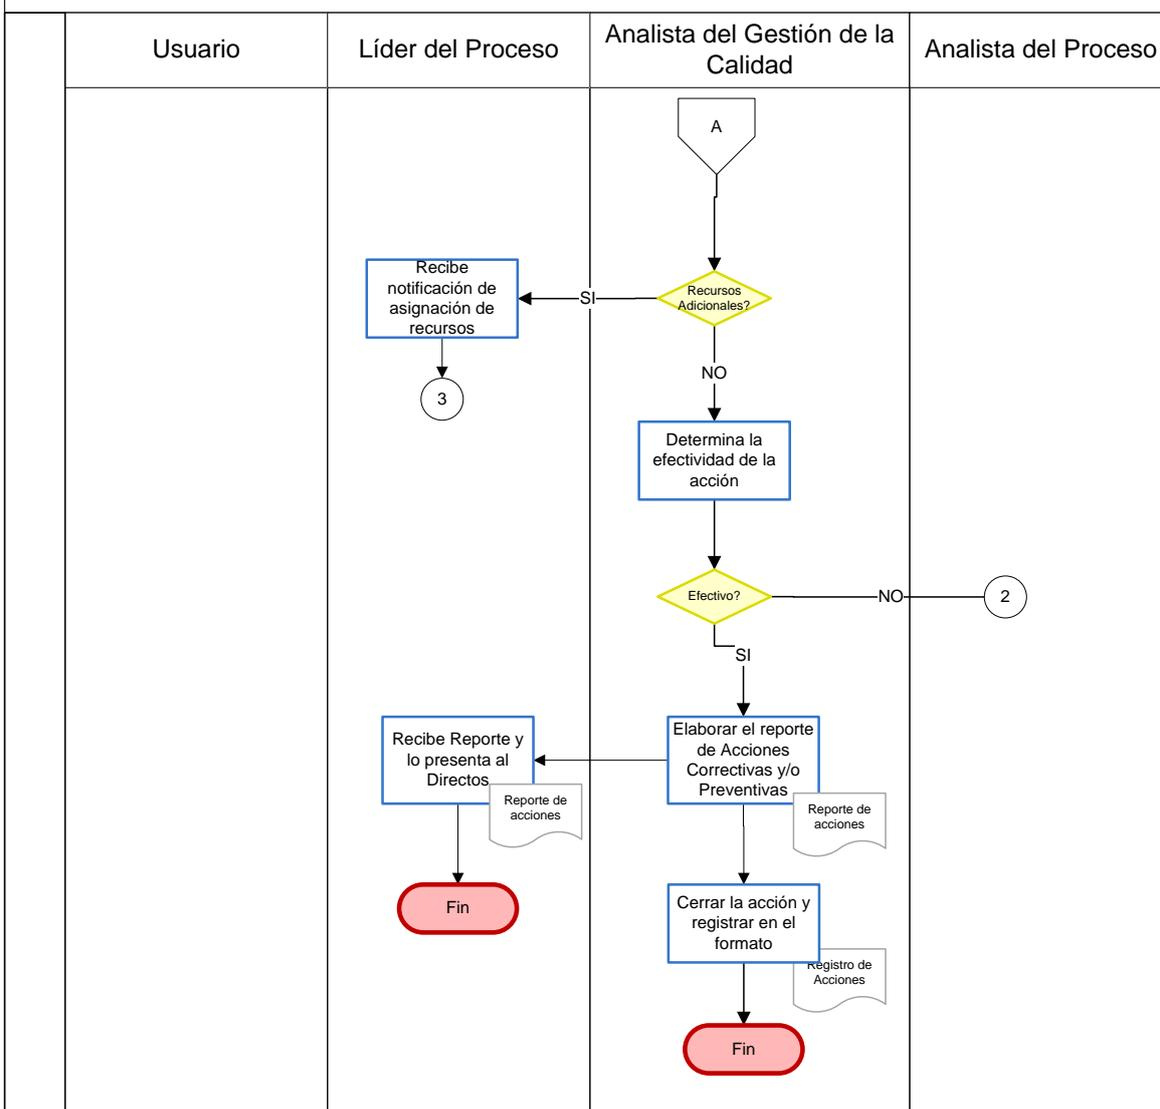 Usuario
Líder del Proceso
Analista del Gestión de la
Calidad
Analista del Proceso
A
Recibe
notificación de
asignación de
recursos
SI
Recursos
Adicionales?
3
NO
Determina la
efectividad de la
acción
Efectivo?
NO
2
SI
Recibe Reporte y
lo presenta al
Directos
Reporte de
acciones
Elaborar el reporte
de Acciones
Correctivas y/o
Preventivas
Reporte de
acciones
Fin
Cerrar la acción y
registrar en el
formato
Registro de
Acciones
Fin